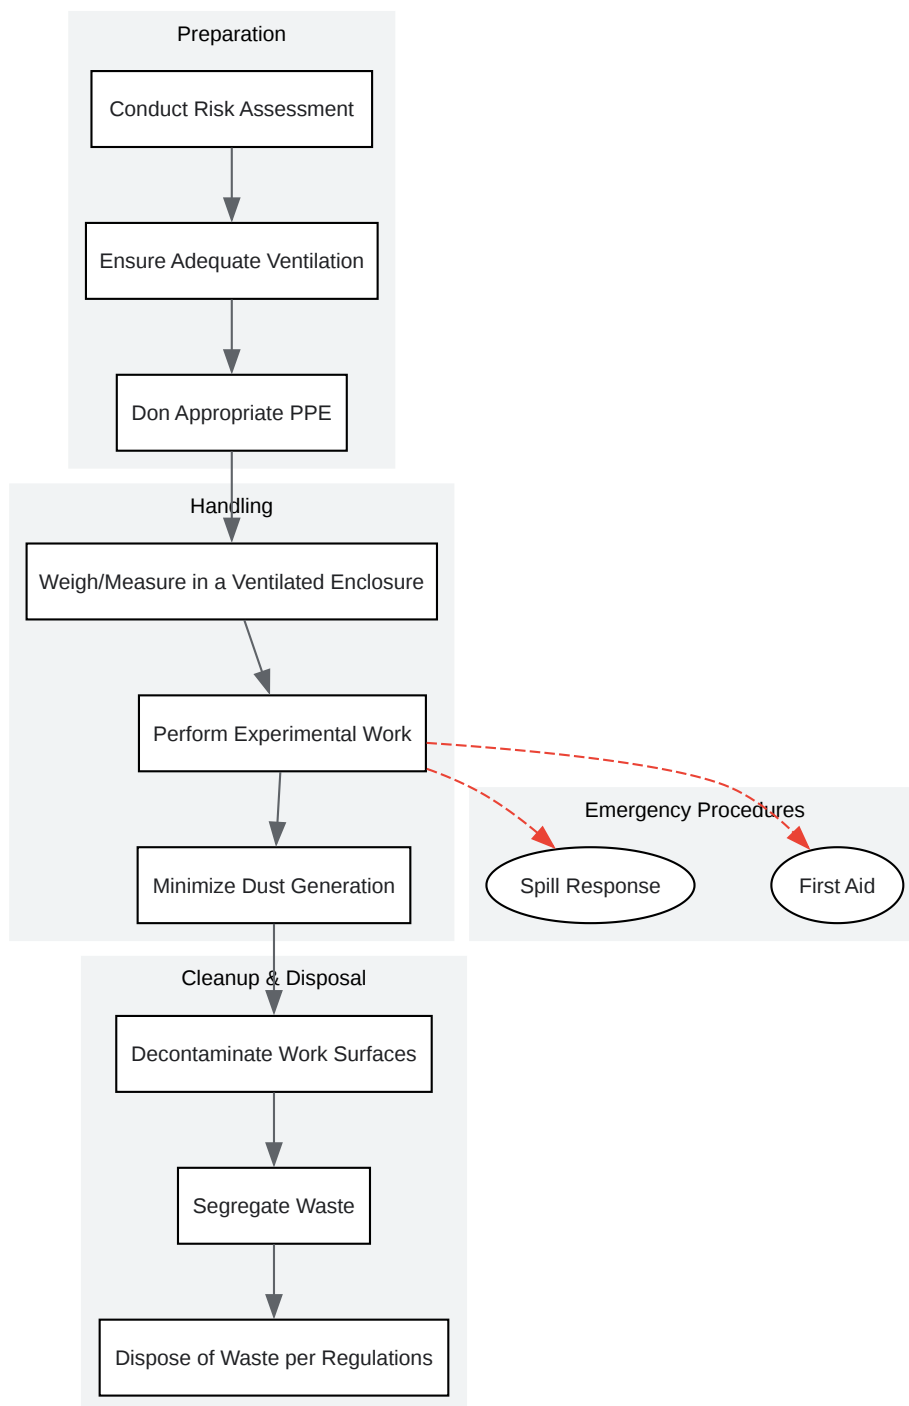 Preparation
Conduct Risk Assessment
Ensure Adequate Ventilation
Don Appropriate PPE
Handling
Weigh/Measure in a Ventilated Enclosure
Perform Experimental Work
Minimize Dust Generation
Emergency Procedures
Spill Response
First Aid
Cleanup & Disposal
Decontaminate Work Surfaces
Segregate Waste
Dispose of Waste per Regulations